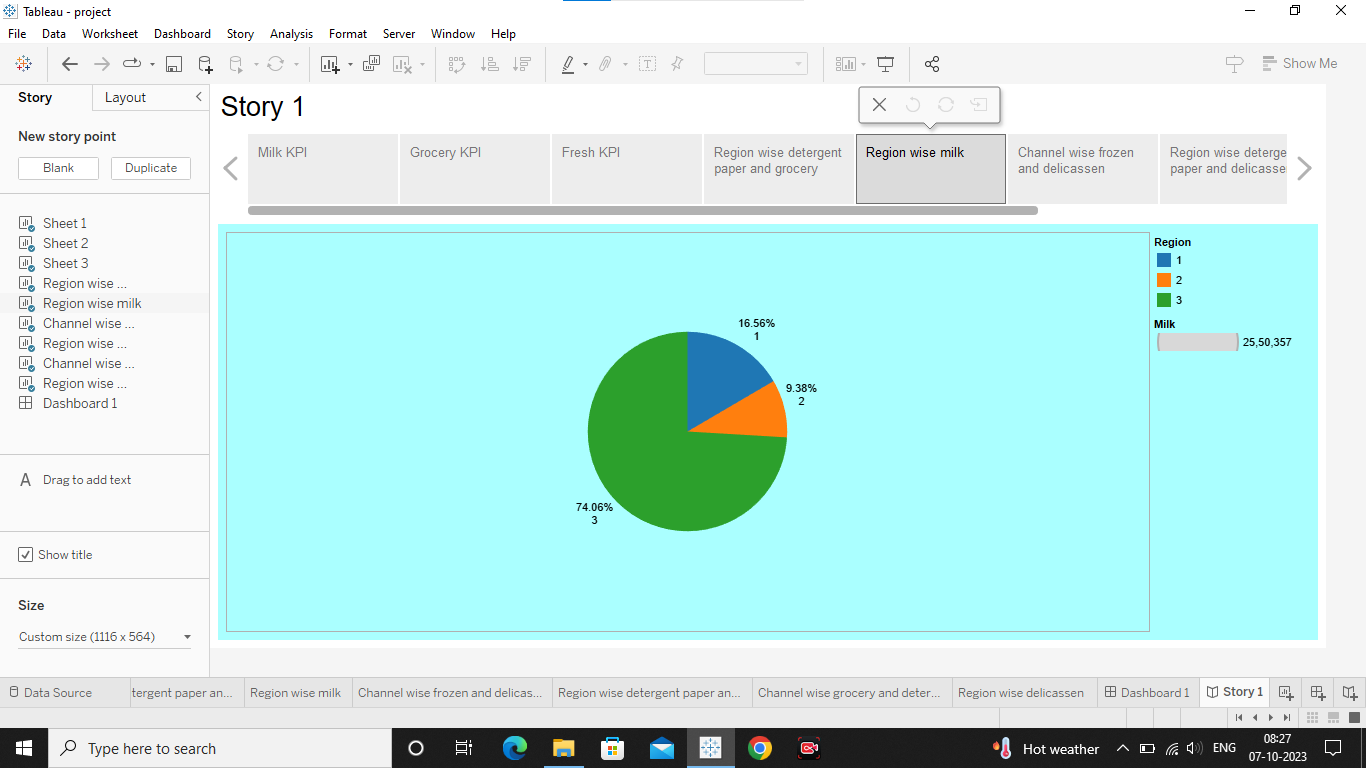 Tableau - project
File Data Worksheet Dashboard Story Analysis Format Server Window Help
Show Me
Story Layout
New story point
Blank Duplicate
Sheet 1
Sheet 2
Sheet 3
Region wise ...
Region wise milk
Channel wise ...
Region wise ...
Channel wise ...
Region wise ...
Dashboard 1
A Drag to add text
Show title
Size
Custom size (1116 x 564)
Story 1
Milk KPI
Grocery KPI
Fresh KPI
Region wise detergent
paper and grocery
Region wise milk
Channel wise frozen
and delicassen
Region wise deterge
paper and delicasse
16.56%
1
9.38%
2
74.06%
3
Region
1
2
3
Milk
25,50,357
Data Source tergent paper an... Region wise milk Channel wise frozen and delicas... Region wise detergent paper an... Channel wise grocery and deter... Region wise delicassen Dashboard 1 Story 1
Type here to search
Hot weather
ENG
08:27
07-10-2023